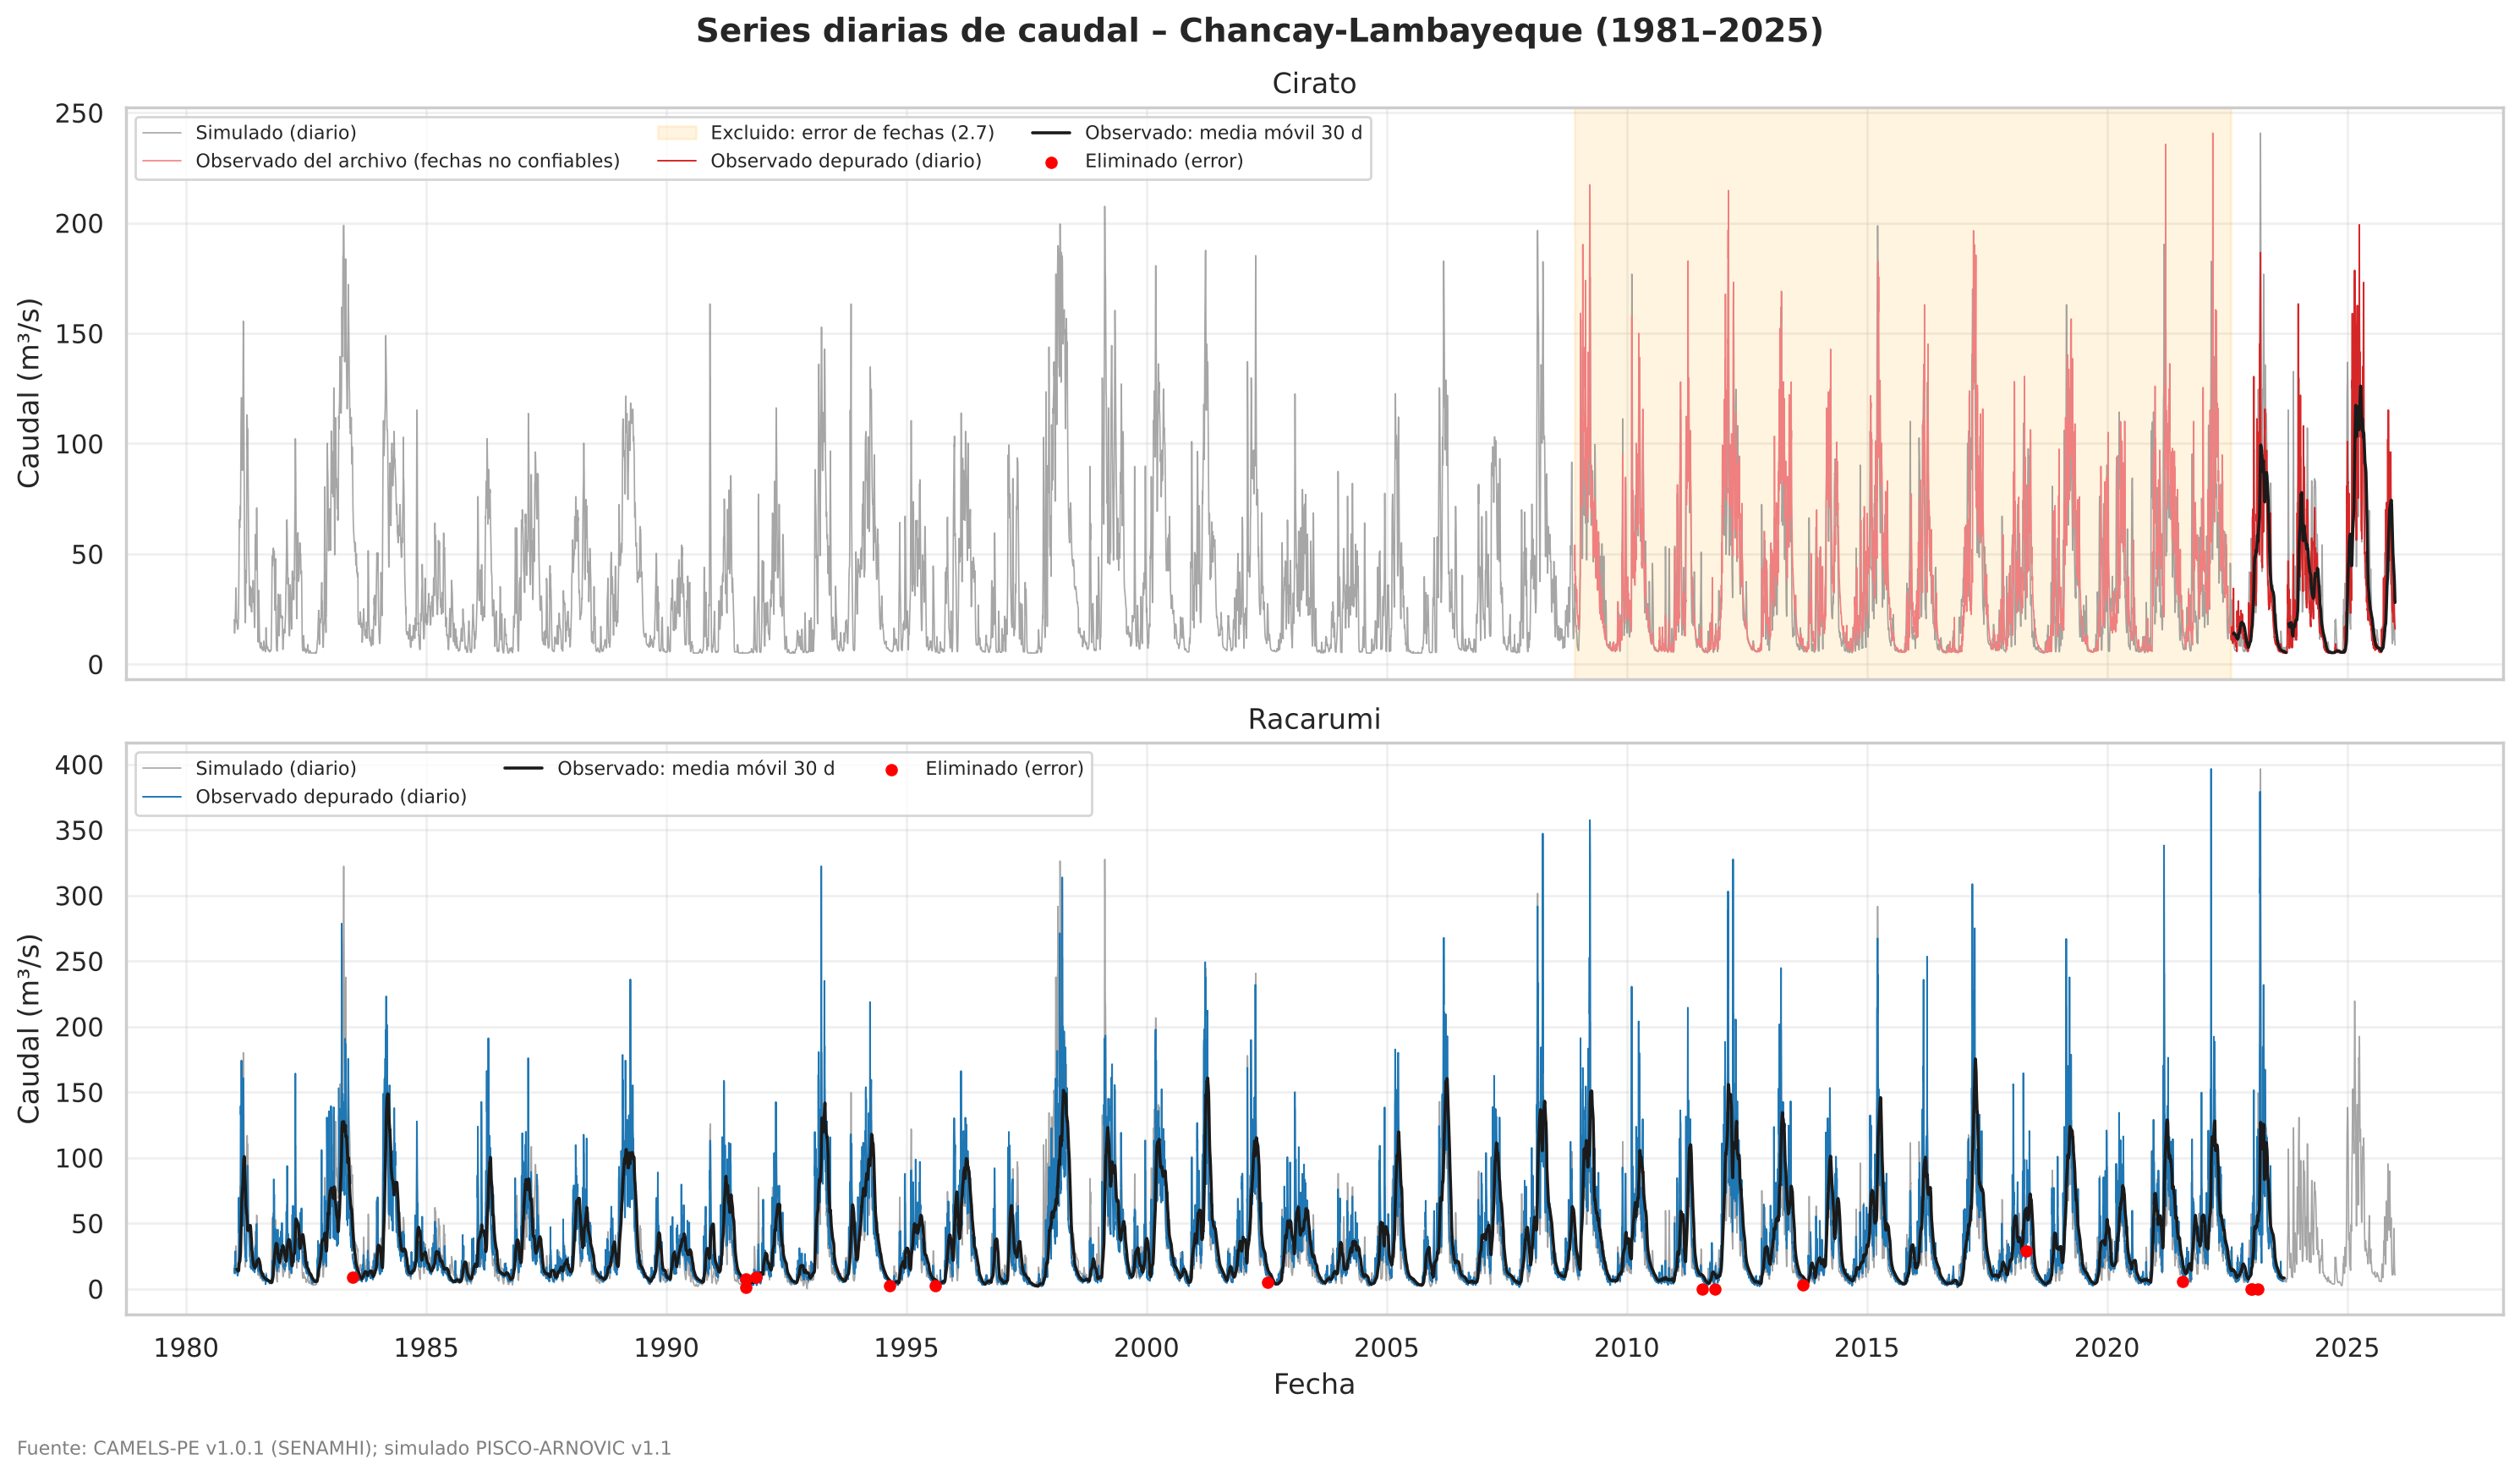 Series diarias de caudal – Chancay-Lambayeque (1981–2025)
Cirato
Simulado (diario)
Observado del archivo (fechas no confiables)
Excluido: error de fechas (2.7)
Observado depurado (diario)
Observado: media móvil 30 d
Eliminado (error)
Caudal (m³/s)
250
200
150
100
50
0
Racarumi
Simulado (diario)
Observado depurado (diario)
Observado: media móvil 30 d
Eliminado (error)
Caudal (m³/s)
400
350
300
250
200
150
100
50
0
1980 1985 1990 1995 2000 2005 2010 2015 2020 2025
Fecha
Fuente: CAMELS-PE v1.0.1 (SENAMHI); simulado PISCO-ARNOVIC v1.1